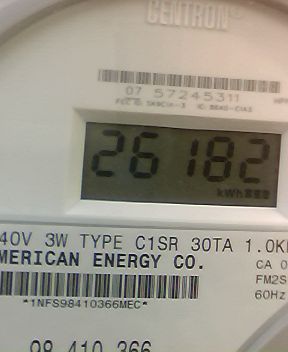 CENTRON®
07 57245311
26182
kWh
40V 3W TYPE C1SR 30TA 1.0K
MERICAN ENERGY CO.
CA 0
FM2S
60Hz
*1NFS98410366MEC*
98 410 366